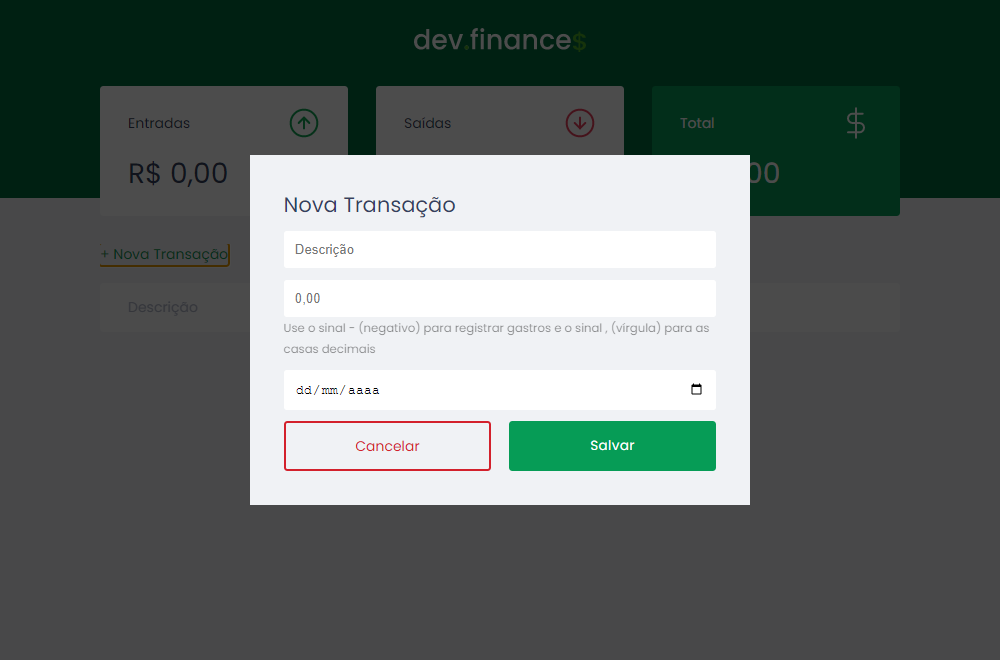 dev.finance$
Entradas
Saídas
Total
R$ 0,00
00
+ Nova Transação
Descrição
Nova Transação
Descrição
0,00
Use o sinal - (negativo) para registrar gastos e o sinal , (vírgula) para as
casas decimais
dd/mm/aaaa
Cancelar
Salvar